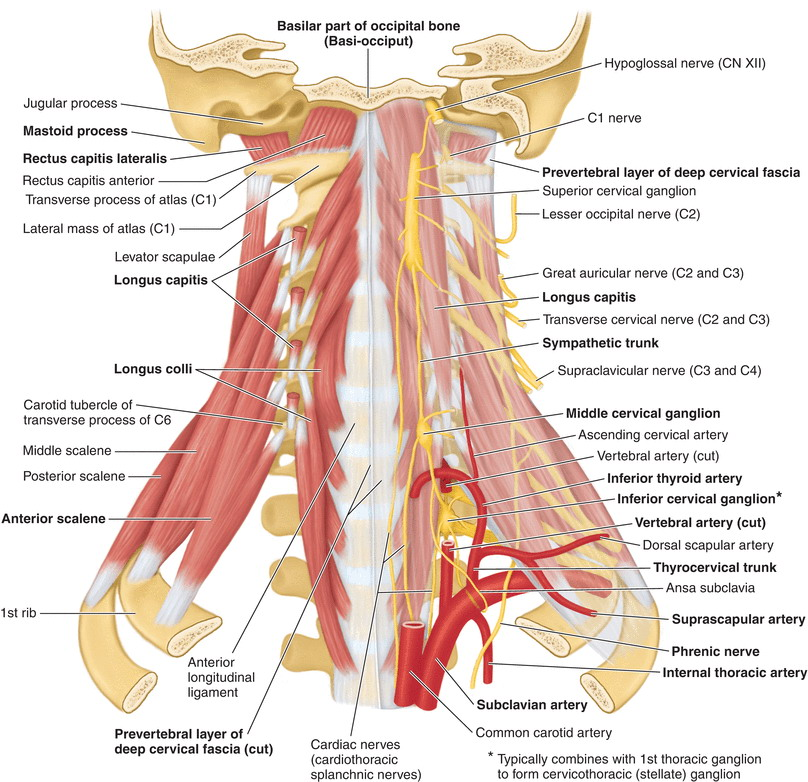 Basilar part of occipital bone
(Basi-occiput)
Jugular process
Mastoid process
Rectus capitis lateralis
Rectus capitis anterior
Transverse process of atlas (C1)
Lateral mass of atlas (C1)
Levator scapulae
Longus capitis
Longus colli
Carotid tubercle of
transverse process of C6
Middle scalene
Posterior scalene
Anterior scalene
1st rib
Anterior
longitudinal
ligament
Prevertebral layer of
deep cervical fascia (cut)
Cardiac nerves
(cardiothoracic
splanchnic nerves)
Hypoglossal nerve (CN XII)
C1 nerve
Prevertebral layer of deep cervical fascia
Superior cervical ganglion
Lesser occipital nerve (C2)
Great auricular nerve (C2 and C3)
Longus capitis
Transverse cervical nerve (C2 and C3)
Sympathetic trunk
Supraclavicular nerve (C3 and C4)
Middle cervical ganglion
Ascending cervical artery
Vertebral artery (cut)
Inferior thyroid artery
Inferior cervical ganglion*
Vertebral artery (cut)
Dorsal scapular artery
Thyrocervical trunk
Ansa subclavia
Suprascapular artery
Phrenic nerve
Internal thoracic artery
Subclavian artery
Common carotid artery
* Typically combines with 1st thoracic ganglion
to form cervicothoracic (stellate) ganglion